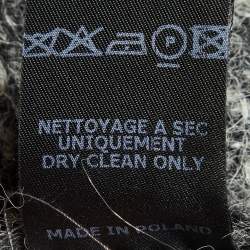 P
NETTOYAGE A SEC
UNIQUEMENT
DRY CLEAN ONLY
MADE IN POLAND